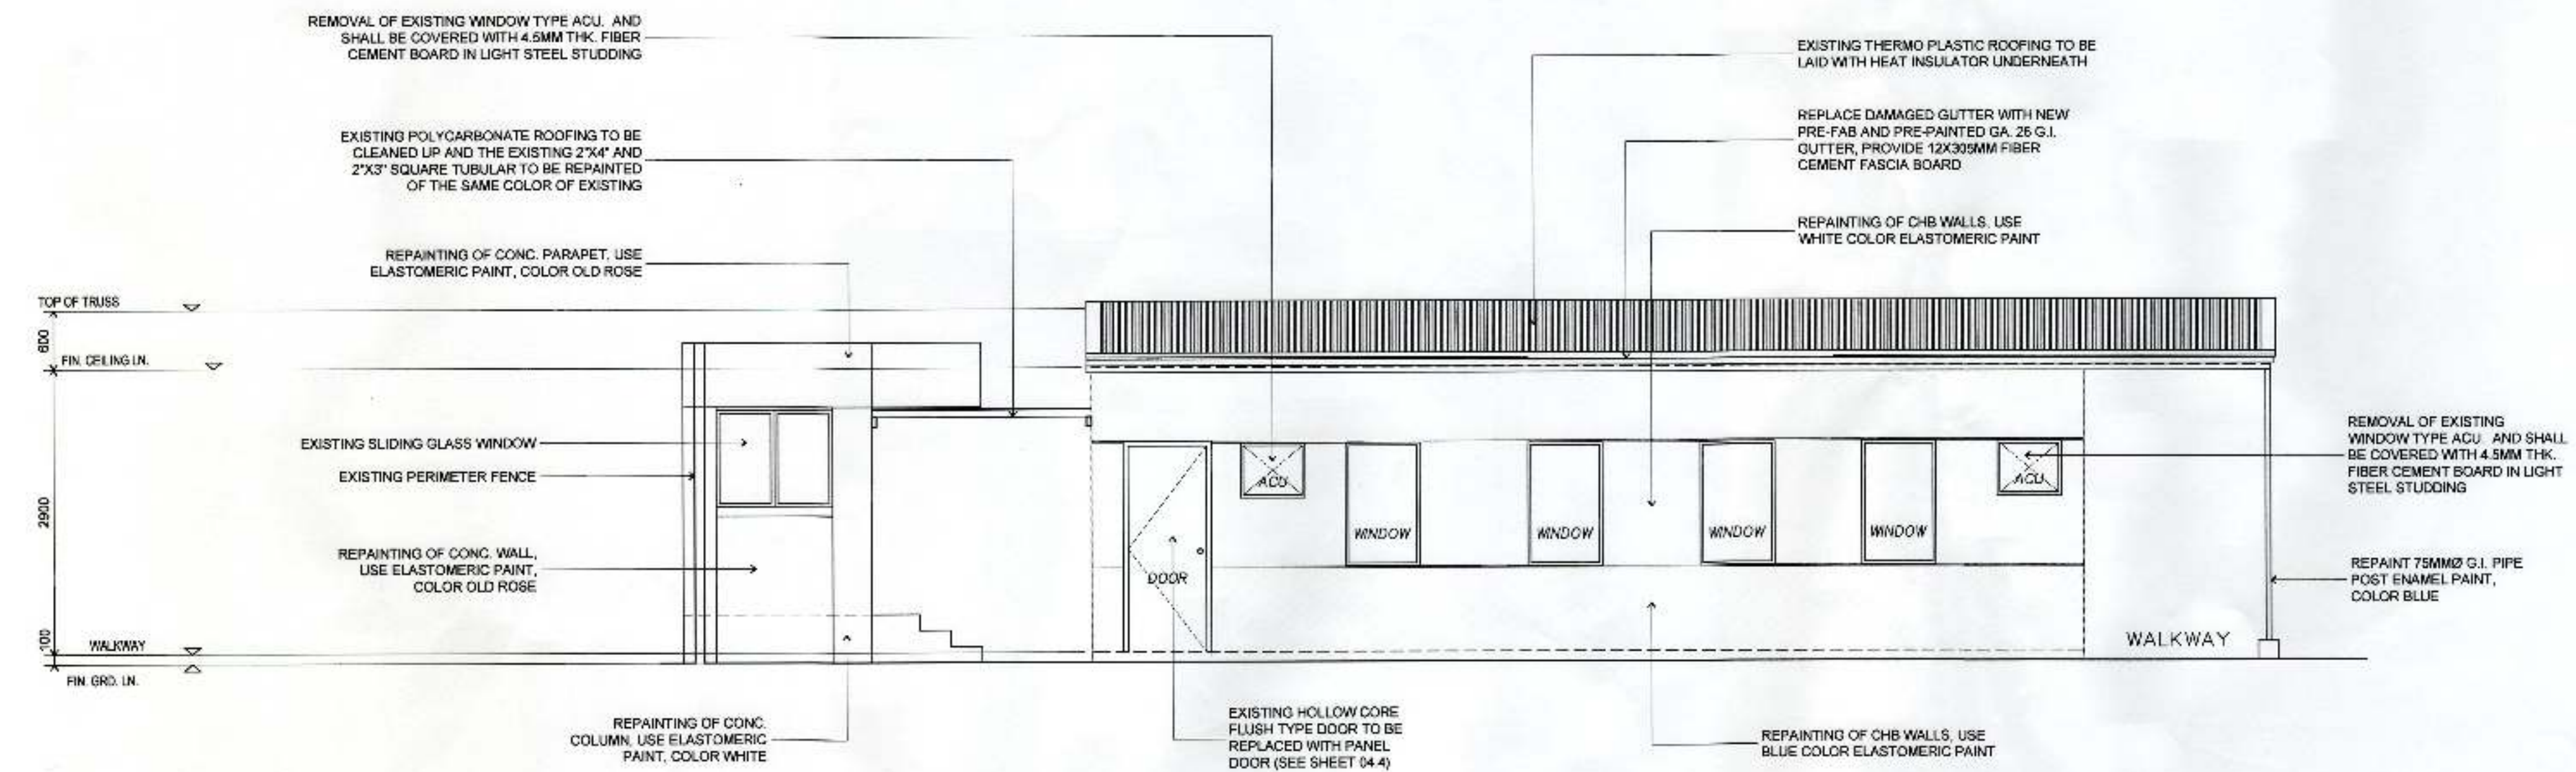 REMOVAL OF EXISTING WINDOW TYPE ACU. AND
SHALL BE COVERED WITH 4.5MM THK. FIBER
CEMENT BOARD IN LIGHT STEEL STUDDING
EXISTING POLYCARBONATE ROOFING TO BE
CLEANED UP AND THE EXISTING 2"X4" AND
2"X3" SQUARE TUBULAR TO BE REPAINTED
OF THE SAME COLOR OF EXISTING
REPAINTING OF CONC. PARAPET, USE
ELASTOMERIC PAINT, COLOR OLD ROSE
EXISTING THERMO PLASTIC ROOFING TO BE
LAID WITH HEAT INSULATOR UNDERNEATH
REPLACE DAMAGED GUTTER WITH NEW
PRE-FAB AND PRE-PAINTED GA. 26 G.I.
GUTTER, PROVIDE 12X305MM FIBER
CEMENT FASCIA BOARD
REPAINTING OF CHB WALLS, USE
WHITE COLOR ELASTOMERIC PAINT
TOP OF TRUSS
600
FIN. CEILING LN.
2900
100
WALKWAY
FIN. GRD. LN.
EXISTING SLIDING GLASS WINDOW
EXISTING PERIMETER FENCE
REPAINTING OF CONC. WALL,
USE ELASTOMERIC PAINT,
COLOR OLD ROSE
DOOR
ACU
WINDOW
WINDOW
WINDOW
WINDOW
ACU
WALKWAY
REMOVAL OF EXISTING
WINDOW TYPE ACU. AND SHALL
BE COVERED WITH 4.5MM THK.
FIBER CEMENT BOARD IN LIGHT
STEEL STUDDING
REPAINT 75MMØ G.I. PIPE
POST ENAMEL PAINT,
COLOR BLUE
REPAINTING OF CONC.
COLUMN, USE ELASTOMERIC
PAINT, COLOR WHITE
EXISTING HOLLOW CORE
FLUSH TYPE DOOR TO BE
REPLACED WITH PANEL
DOOR (SEE SHEET 04.4)
REPAINTING OF CHB WALLS, USE
BLUE COLOR ELASTOMERIC PAINT